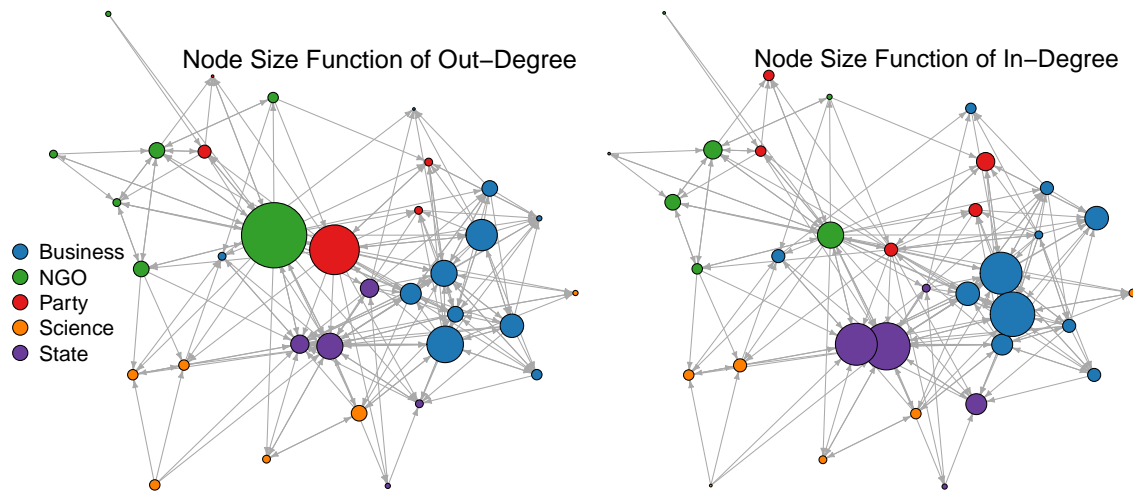 Node Size Function of Out−Degree
Node Size Function of In−Degree
Business
NGO
Party
Science
State